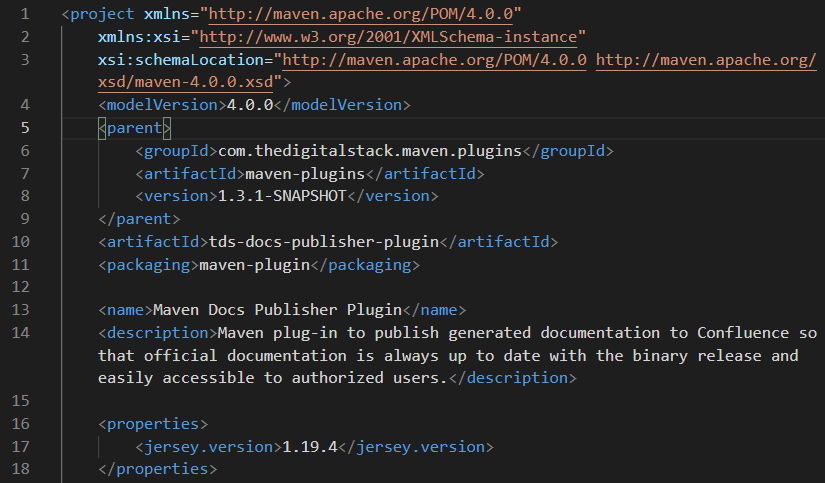 1 <project xmlns="http://maven.apache.org/POM/4.0.0"
2 xmlns:xsi="http://www.w3.org/2001/XMLSchema-instance"
3 xsi:schemaLocation="http://maven.apache.org/POM/4.0.0 http://maven.apache.org/
xsd/maven-4.0.0.xsd">
4 <modelVersion>4.0.0</modelVersion>
5 <parent>
6 <groupId>com.thedigitalstack.maven.plugins</groupId>
7 <artifactId>maven-plugins</artifactId>
8 <version>1.3.1-SNAPSHOT</version>
9 </parent>
10 <artifactId>tds-docs-publisher-plugin</artifactId>
11 <packaging>maven-plugin</packaging>
12
13 <name>Maven Docs Publisher Plugin</name>
14 <description>Maven plug-in to publish generated documentation to Confluence so
that official documentation is always up to date with the binary release and
easily accessible to authorized users.</description>
15
16 <properties>
17 <jersey.version>1.19.4</jersey.version>
18 </properties>